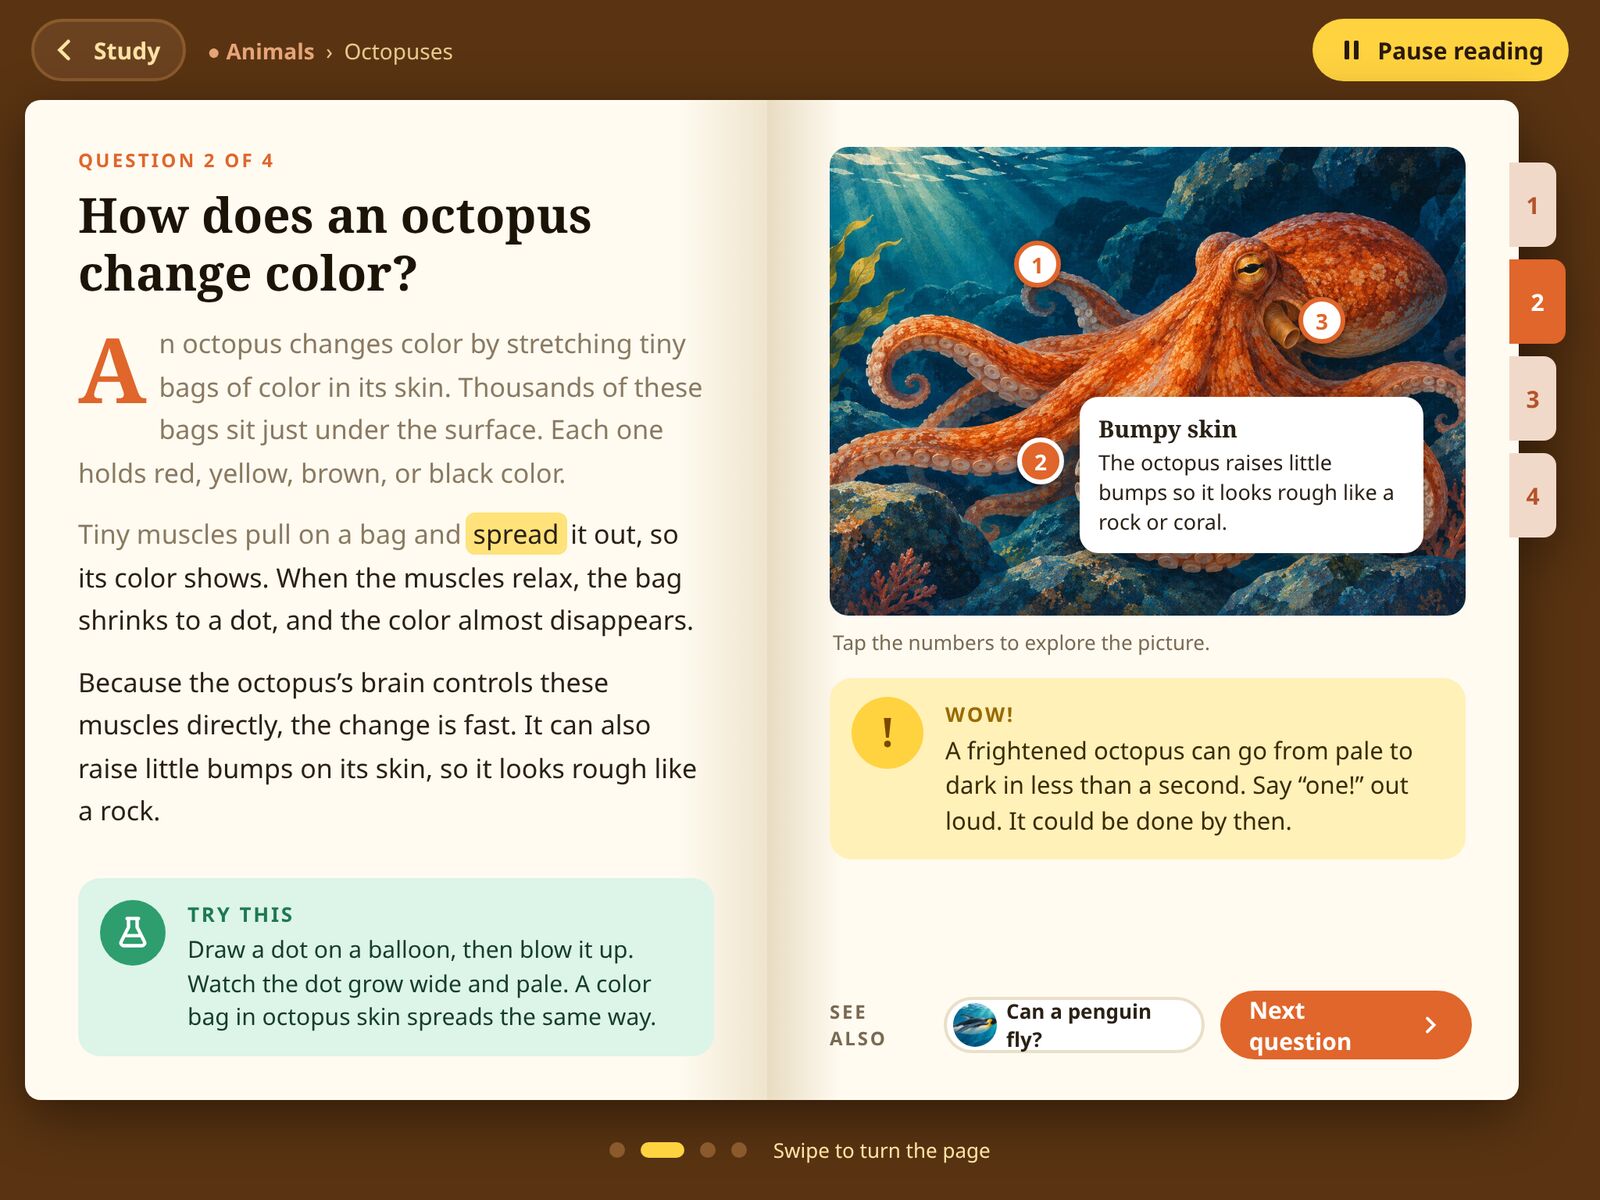 Study
Animals › Octopuses
Pause reading
QUESTION 2 OF 4
How does an octopus
change color?
An octopus changes color by stretching tiny
bags of color in its skin. Thousands of these
bags sit just under the surface. Each one
holds red, yellow, brown, or black color.
Tiny muscles pull on a bag and spread it out, so
its color shows. When the muscles relax, the bag
shrinks to a dot, and the color almost disappears.
Because the octopus’s brain controls these
muscles directly, the change is fast. It can also
raise little bumps on its skin, so it looks rough like
a rock.
TRY THIS
Draw a dot on a balloon, then blow it up.
Watch the dot grow wide and pale. A color
bag in octopus skin spreads the same way.
1
3
2
Bumpy skin
The octopus raises little
bumps so it looks rough like a
rock or coral.
Tap the numbers to explore the picture.
!
WOW!
A frightened octopus can go from pale to
dark in less than a second. Say “one!” out
loud. It could be done by then.
SEE
ALSO
Can a penguin
fly?
Next
question
1
2
3
4
Swipe to turn the page